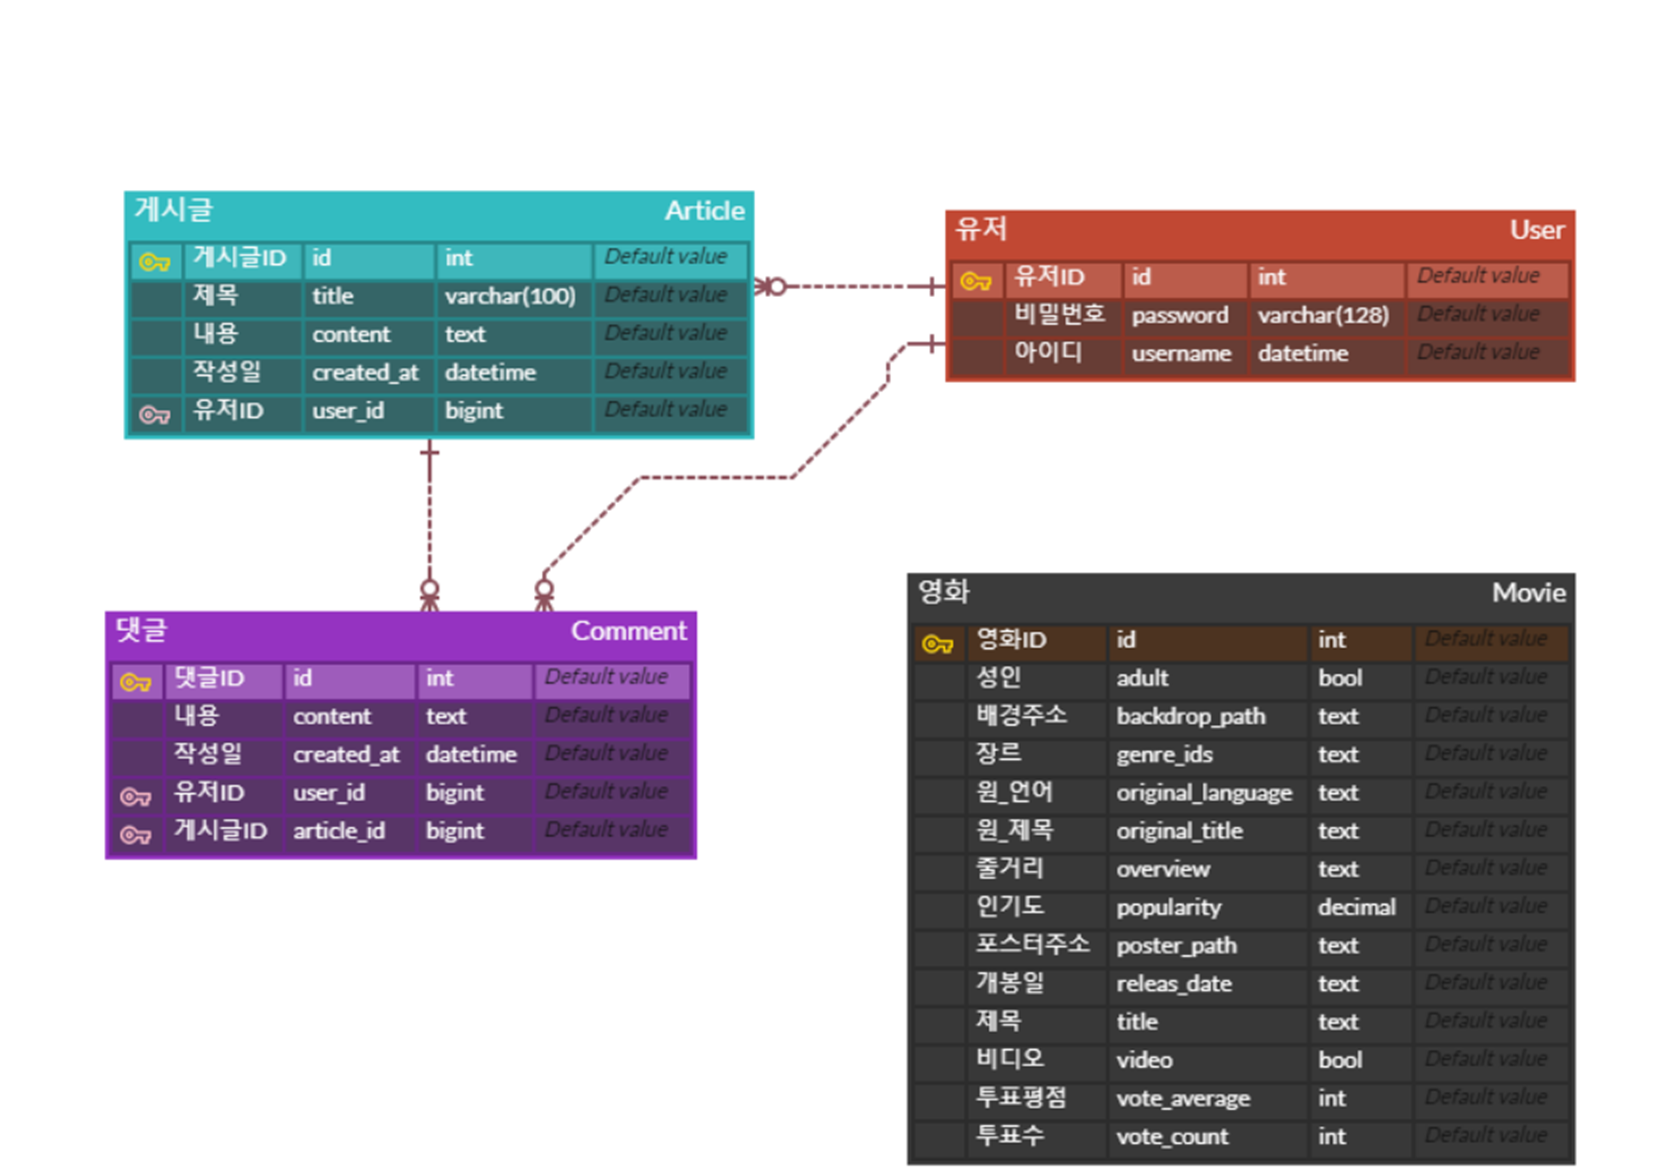 게시글 Article
게시글ID id int Default value
제목 title varchar(100) Default value
내용 content text Default value
작성일 created_at datetime Default value
유저ID user_id bigint Default value
유저 User
유저ID id int Default value
비밀번호 password varchar(128) Default value
아이디 username datetime Default value
댓글 Comment
댓글ID id int Default value
내용 content text Default value
작성일 created_at datetime Default value
유저ID user_id bigint Default value
게시글ID article_id bigint Default value
영화 Movie
영화ID id int Default value
성인 adult bool Default value
배경주소 backdrop_path text Default value
장르 genre_ids text Default value
원_언어 original_language text Default value
원_제목 original_title text Default value
줄거리 overview text Default value
인기도 popularity decimal Default value
포스터주소 poster_path text Default value
개봉일 releas_date text Default value
제목 title text Default value
비디오 video bool Default value
투표평점 vote_average int Default value
투표수 vote_count int Default value